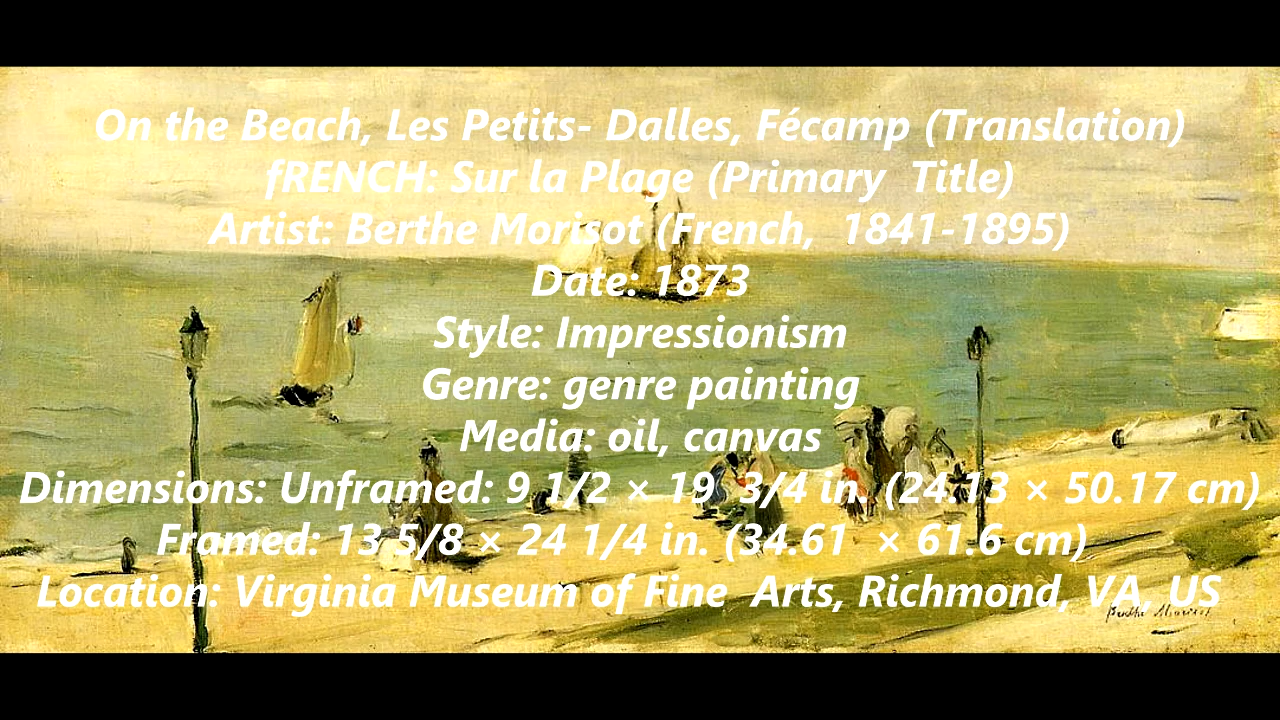 On the Beach, Les Petits- Dalles, Fécamp (Translation)
fRENCH: Sur la Plage (Primary Title)
Artist: Berthe Morisot (French, 1841-1895)
Date: 1873
Style: Impressionism
Genre: genre painting
Media: oil, canvas
Dimensions: Unframed: 9 1/2 × 19 3/4 in. (24.13 × 50.17 cm)
Framed: 13 5/8 × 24 1/4 in. (34.61 × 61.6 cm)
Location: Virginia Museum of Fine Arts, Richmond, VA, US
Berthe Morisot